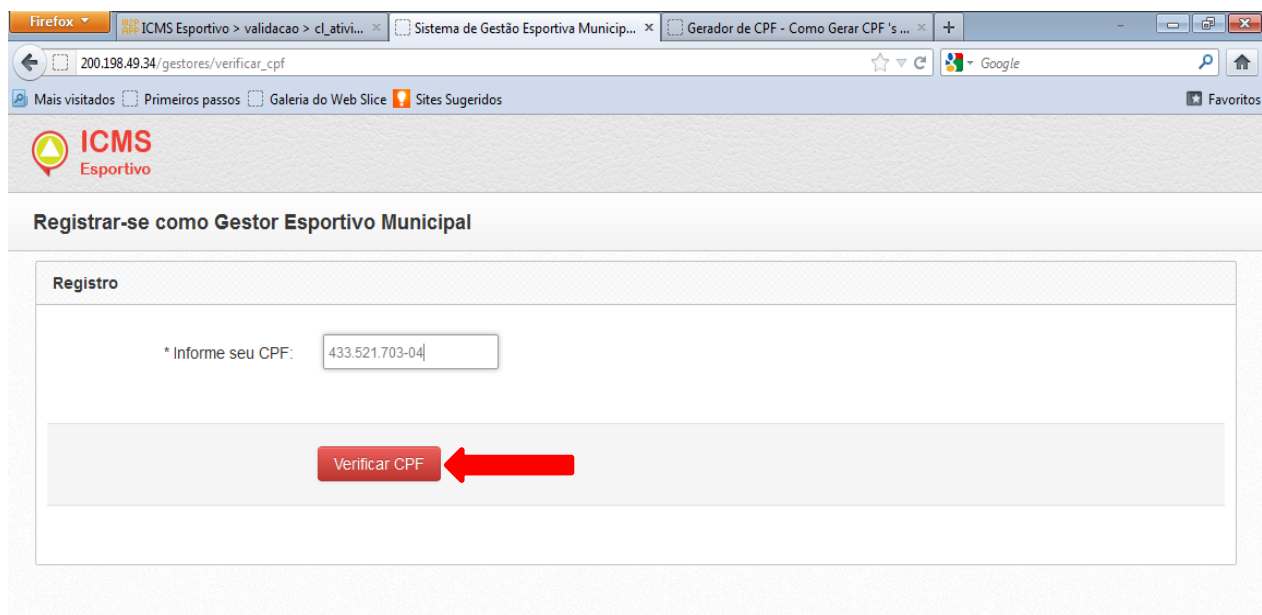 Firefox
ICMS Esportivo > validacao > cl_ativi...
Sistema de Gestão Esportiva Municip...
Gerador de CPF - Como Gerar CPF 's ...
200.198.49.34/gestores/verificar_cpf
Google
Mais visitados
Primeiros passos
Galeria do Web Slice
Sites Sugeridos
Favoritos
ICMS
Esportivo
Registrar-se como Gestor Esportivo Municipal
Registro
* Informe seu CPF: 433.521.703-04
Verificar CPF